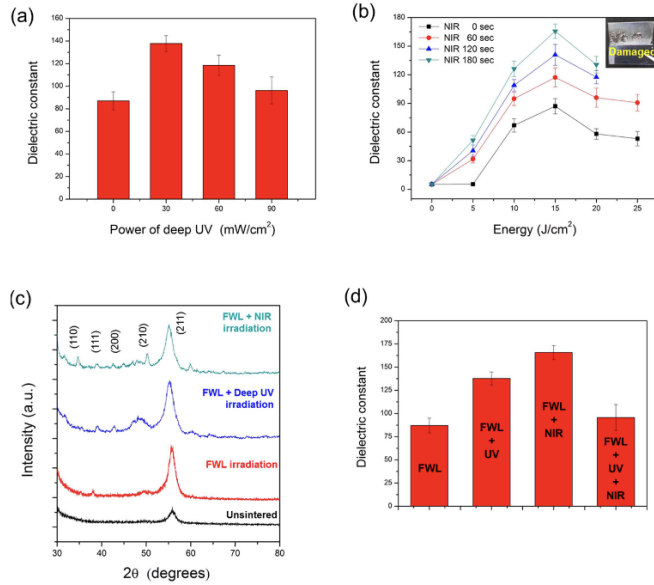 (a)
160
140
120
100
80
60
40
20
0
Dielectric constant
0 30 60 90
Power of deep UV (mW/cm²)
(b)
180
150
120
90
60
30
0
Dielectric constant
NIR 0 sec
NIR 60 sec
NIR 120 sec
NIR 180 sec
Damaged
0 5 10 15 20 25
Energy (J/cm²)
(c)
Intensity (a.u.)
FWL + NIR
irradiation
(110)
(111)
(200)
(210)
(211)
FWL + Deep UV
irradiation
FWL irradiation
Unsintered
30 40 50 60 70 80
2θ (degrees)
(d)
200
175
150
125
100
75
50
25
0
Dielectric constant
FWL
FWL
+
UV
FWL
+
NIR
FWL
+
UV
+
NIR